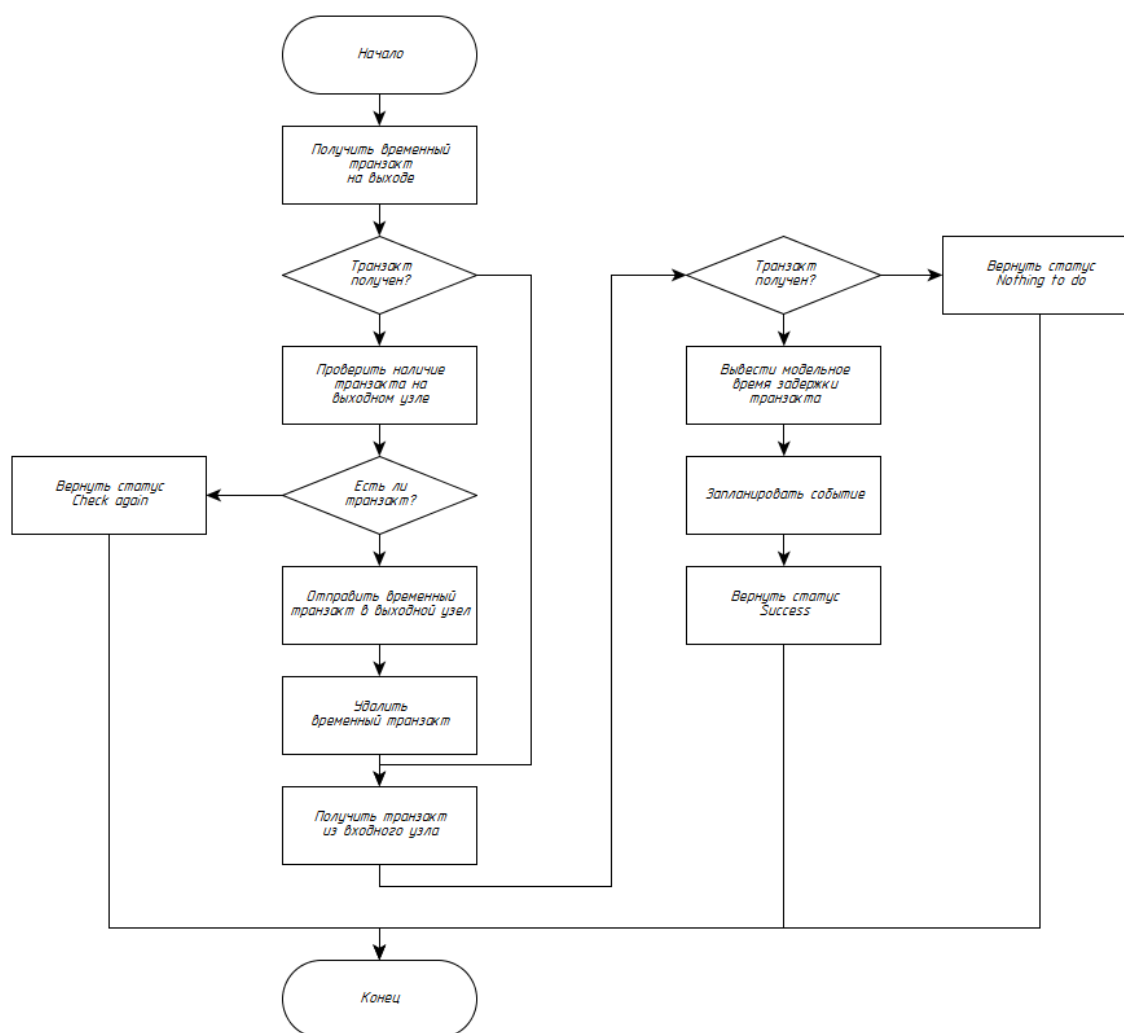 Начало
Получить временный
транзакт
на выходе
Транзакт
получен?
Проверить наличие
транзакта на
выходном узле
Есть ли
транзакт?
Вернуть статус
Check again
Отправить временный
транзакт в выходной узел
Удалить
временный транзакт
Получить транзакт
из входного узла
Транзакт
получен?
Вернуть статус
Nothing to do
Вывести модельное
время задержки
транзакта
Запланировать событие
Вернуть статус
Success
Конец